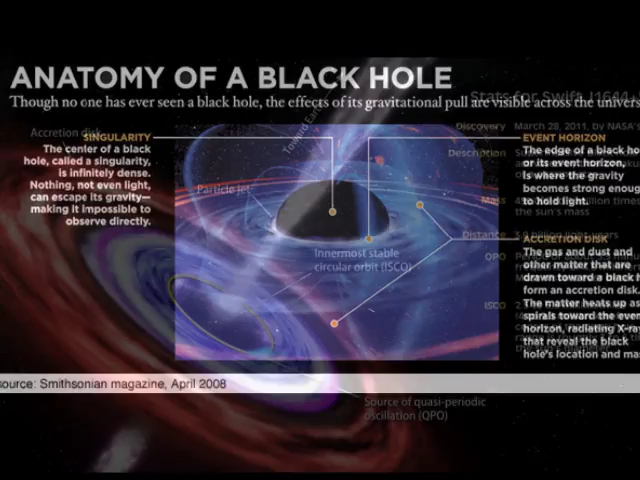 ANATOMY OF A BLACK HOLE
Stats for Swift J1644+
Though no one has ever seen a black hole, the effects of its gravitational pull are visible across the univers
Toward Earth
Discovery March 28, 2011, by NASA's
Accretion disk
SINGULARITY
The center of a black
hole, called a singularity,
is infinitely dense.
Nothing, not even light,
can escape its gravity—
making it impossible to
observe directly.
EVENT HORIZON
The edge of a black ho
or its event horizon,
is where the gravity
becomes strong enoug
to hold light.
Description
Particle jet
Mass
the sun's mass
Distance
Innermost stable
circular orbit (ISCO)
QPO
ISCO
ACCRETION DISK
The gas and dust and
other matter that are
drawn toward a black h
form an accretion disk.
The matter heats up as
spirals toward the even
horizon, radiating X-ray
that reveal the black
hole's location and mas
source: Smithsonian magazine, April 2008
Source of quasi-periodic
oscillation (QPO)